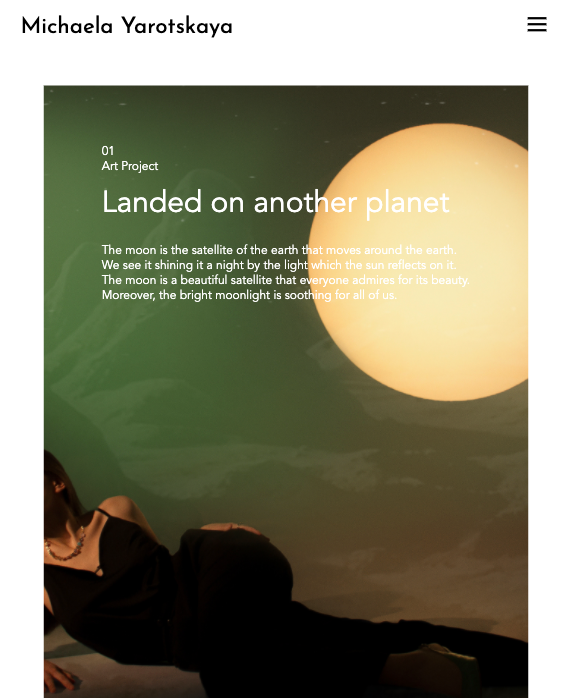 Michaela Yarotskaya
01
Art Project
Landed on another planet
The moon is the satellite of the earth that moves around the earth.
We see it shining it a night by the light which the sun reflects on it.
The moon is a beautiful satellite that everyone admires for its beauty.
Moreover, the bright moonlight is soothing for all of us.